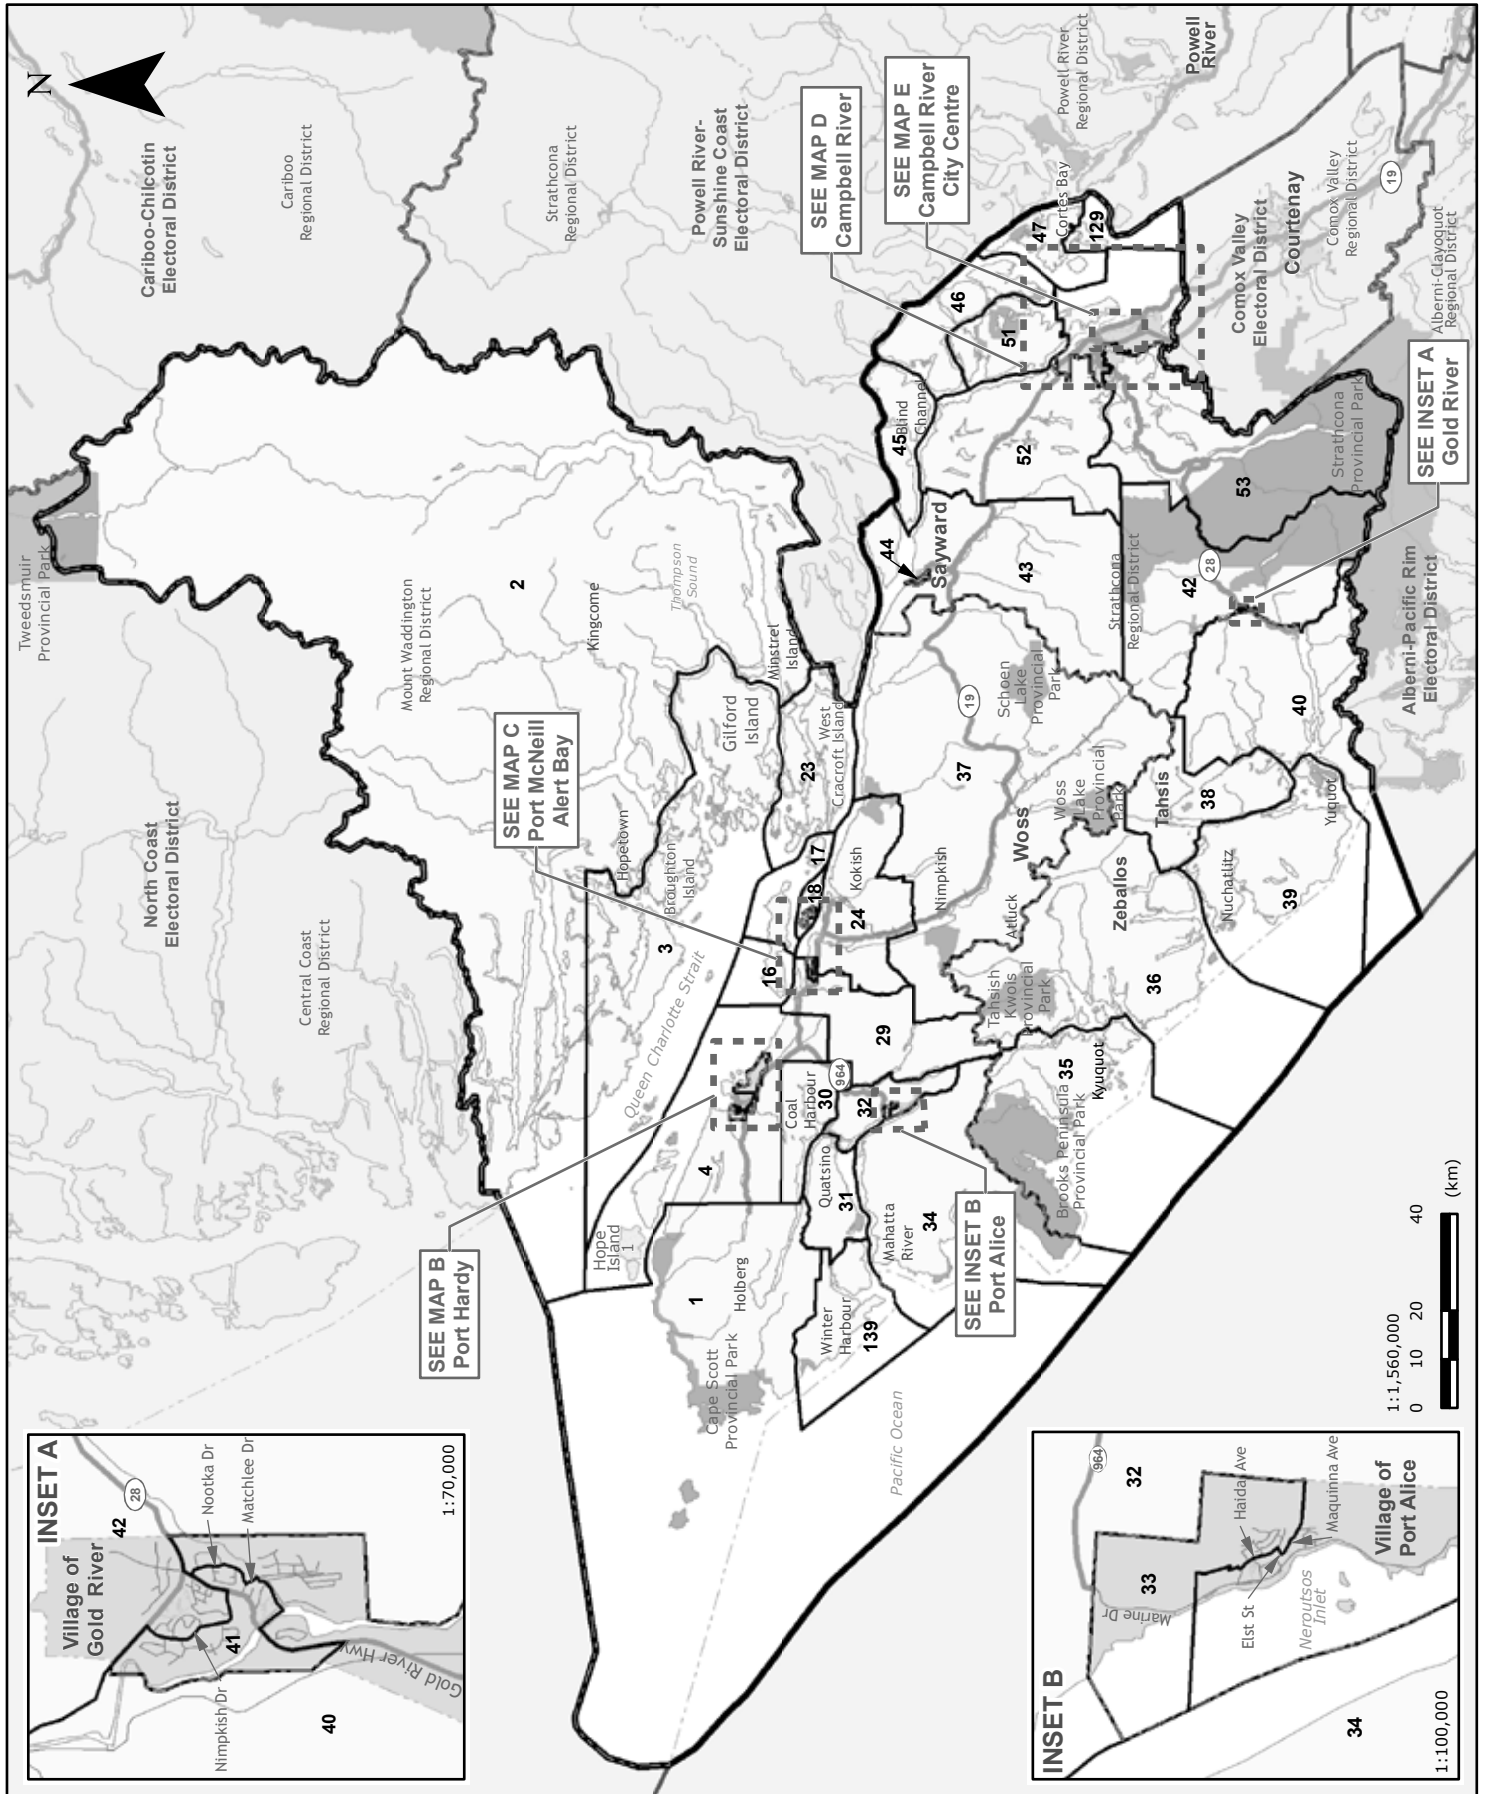 N
Tweedsmuir
Provincial Park
Cariboo-Chilcotin
Electoral District
Cariboo
Regional District
North Coast
Electoral District
Central Coast
Regional District
Strathcona
Regional District
Powell River-
Sunshine Coast
Electoral District
Mount Waddington
Regional District
2
Kingcome
Thompson
Sound
Minstrel
Island
Gilford
Island
Hopetown
Broughton
Island
3
Queen Charlotte Strait
SEE MAP B
Port Hardy
SEE MAP C
Port McNeill
Alert Bay
SEE MAP D
Campbell River
SEE MAP E
Campbell River
City Centre
Powell River
Regional District
Powell
River
Cortes Bay
47
129
46
51
45
Blind
Channel
52
44
Sayward
43
Strathcona
Regional District
42
28
53
Strathcona
Provincial Park
SEE INSET A
Gold River
Comox Valley
Electoral District
Courtenay
Comox Valley
Regional District
19
Alberni-Clayoquot
Regional District
Alberni-Pacific Rim
Electoral District
West
Cracroft Island
23
17
18
16
Kokish
24
Nimpkish
37
19
Schoen
Lake
Provincial
Park
Woss
Woss
Lake
Provincial
Park
Tahsis
38
40
Yuquot
Nuchatlitz
39
Zeballos
Atluck
36
Tahsish
Kwois
Provincial
Park
29
35
Kyuquot
Brooks Peninsula
Provincial Park
964
30
Coal
Harbour
32
Quatsino
31
Mahatta
River
34
SEE INSET B
Port Alice
4
Hope
Island
1
1
Holberg
Cape Scott
Provincial Park
Winter
Harbour
139
Pacific Ocean
1:1,560,000
0
10
20
40
(km)
INSET A
Village of
Gold River
42
28
Nootka Dr
Matchlee Dr
41
Nimpkish Dr
Gold River Hwy
40
1:70,000
INSET B
964
32
Haida Ave
Maquinna Ave
33
Marine Dr
Elst St
Neroutsos
Inlet
Village of
Port Alice
34
1:100,000